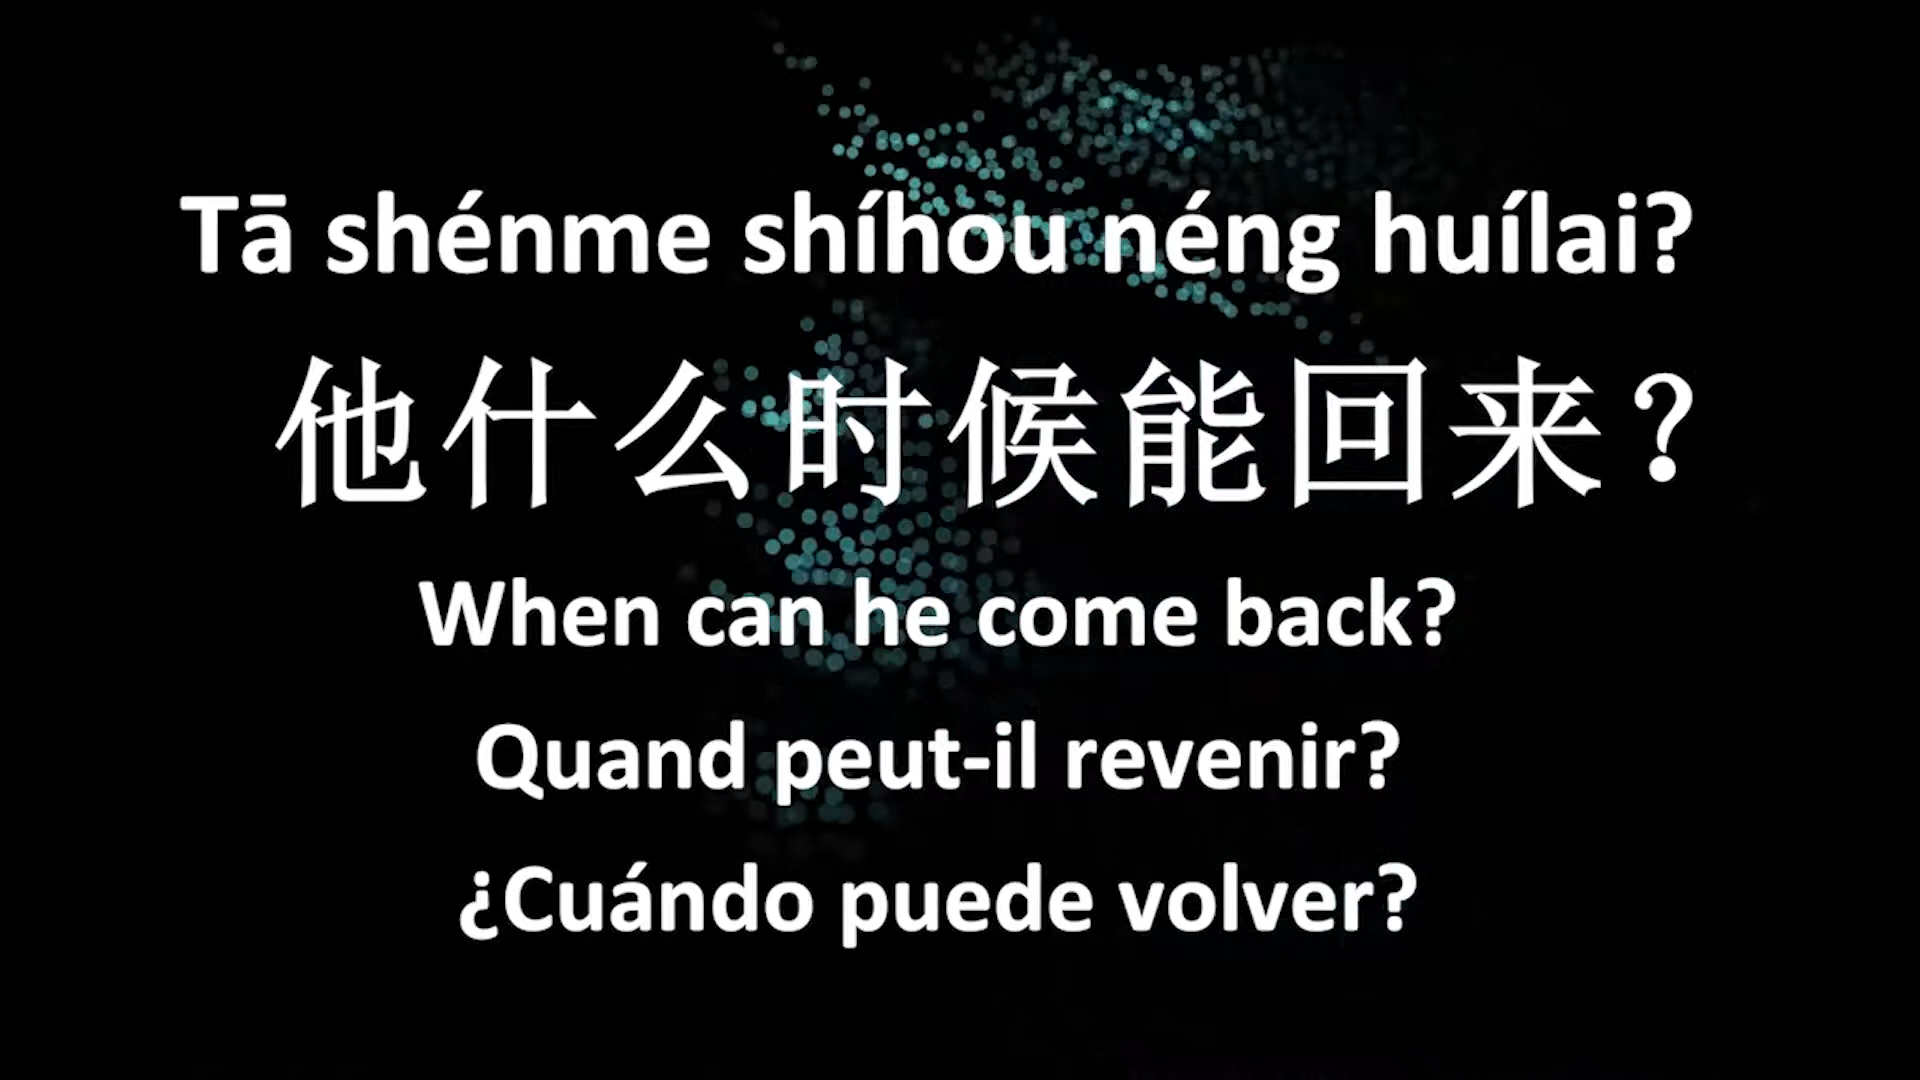 Tā shénme shíhou néng huílai?
他什么时候能回来？
When can he come back?
Quand peut-il revenir?
¿Cuándo puede volver?